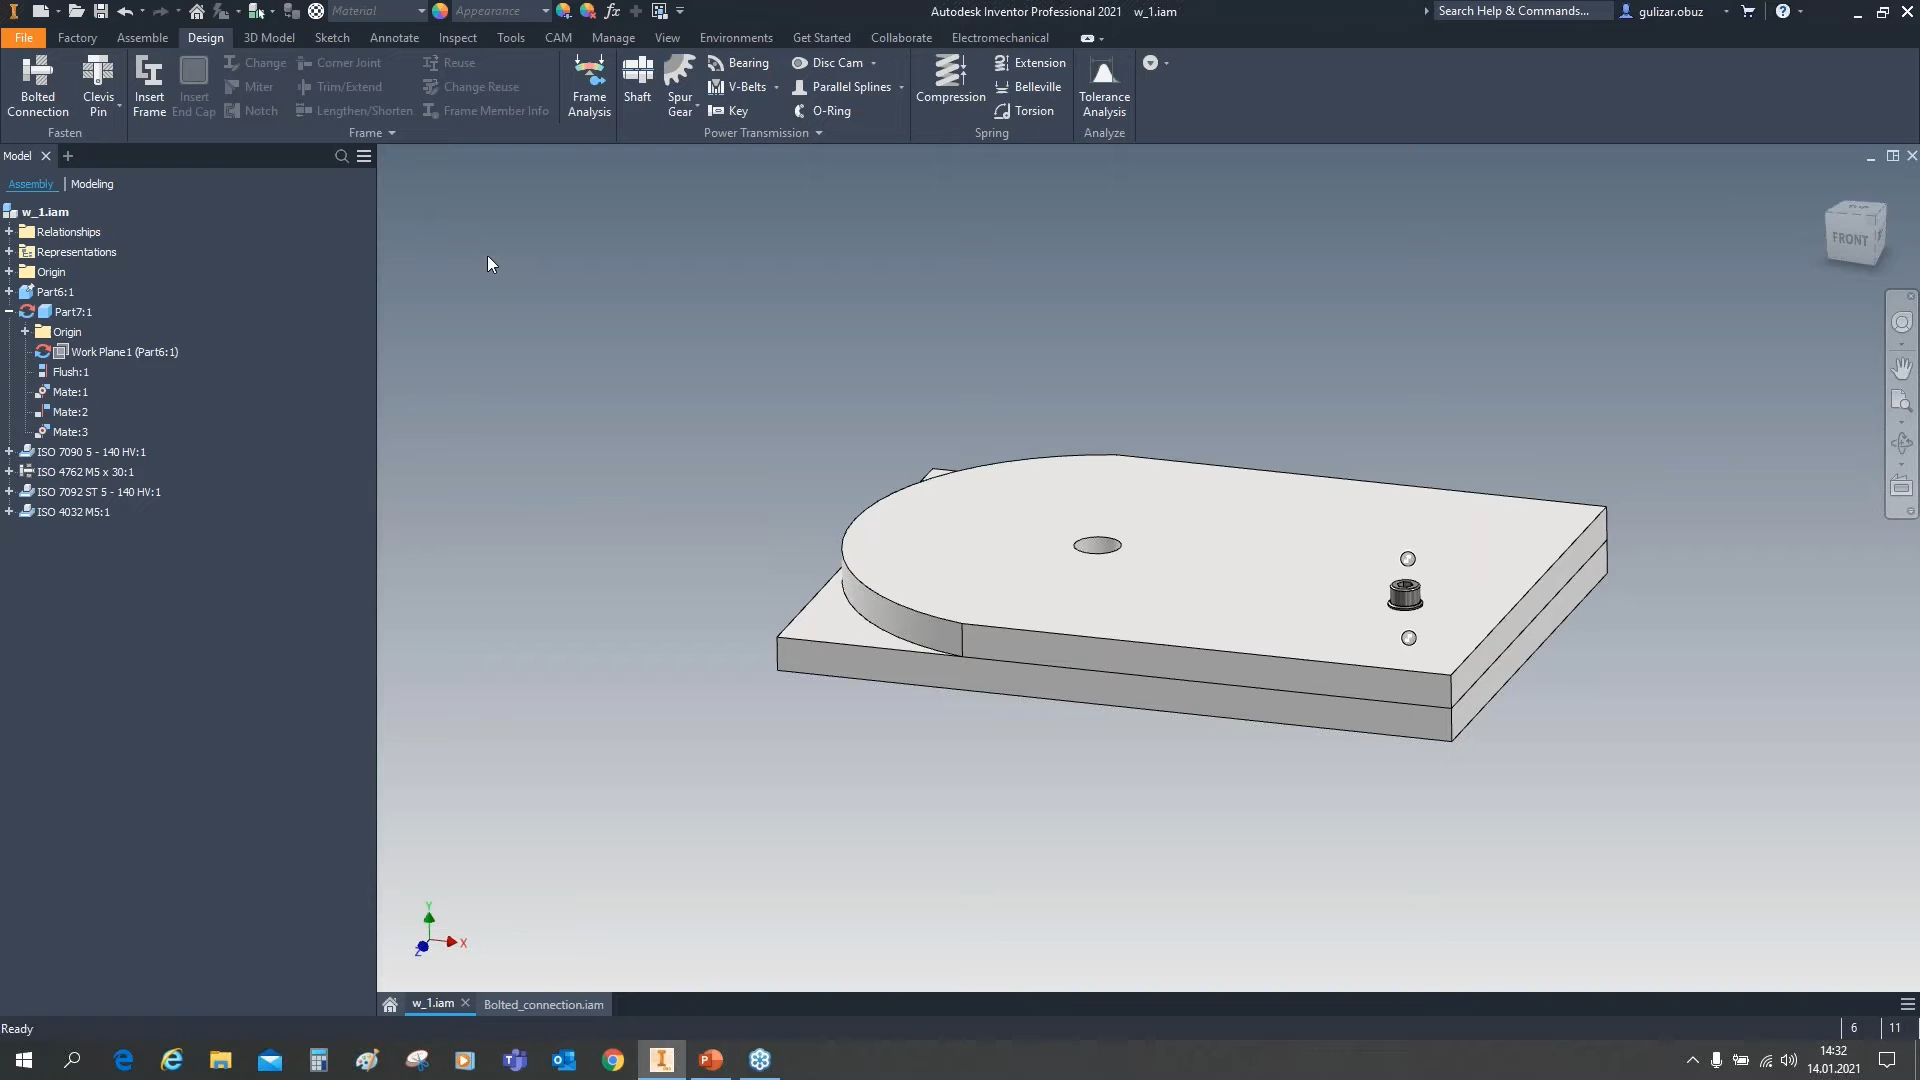 Material
Appearance
fx
Autodesk Inventor Professional 2021 w_1.iam
Search Help & Commands...
gulizar.obuz
File Factory Assemble Design 3D Model Sketch Annotate Inspect Tools CAM Manage View Environments Get Started Collaborate Electromechanical
Bolted Connection
Clevis Pin
Fasten
Insert Frame
Insert End Cap
Change
Miter
Notch
Corner Joint
Trim/Extend
Lengthen/Shorten
Reuse
Change Reuse
Frame Member Info
Frame
Frame Analysis
Shaft
Spur Gear
Bearing
V-Belts
Key
Disc Cam
Parallel Splines
O-Ring
Power Transmission
Compression
Extension
Belleville
Torsion
Spring
Tolerance Analysis
Analyze
Model
Assembly | Modeling
w_1.iam
Relationships
Representations
Origin
Part6:1
Part7:1
Origin
Work Plane1 (Part6:1)
Flush:1
Mate:1
Mate:2
Mate:3
ISO 7090 5 - 140 HV:1
ISO 4762 M5 x 30:1
ISO 7092 ST 5 - 140 HV:1
ISO 4032 M5:1
FRONT
Y
X
Z
w_1.iam
Bolted_connection.iam
Ready
6
11
14:32
14.01.2021